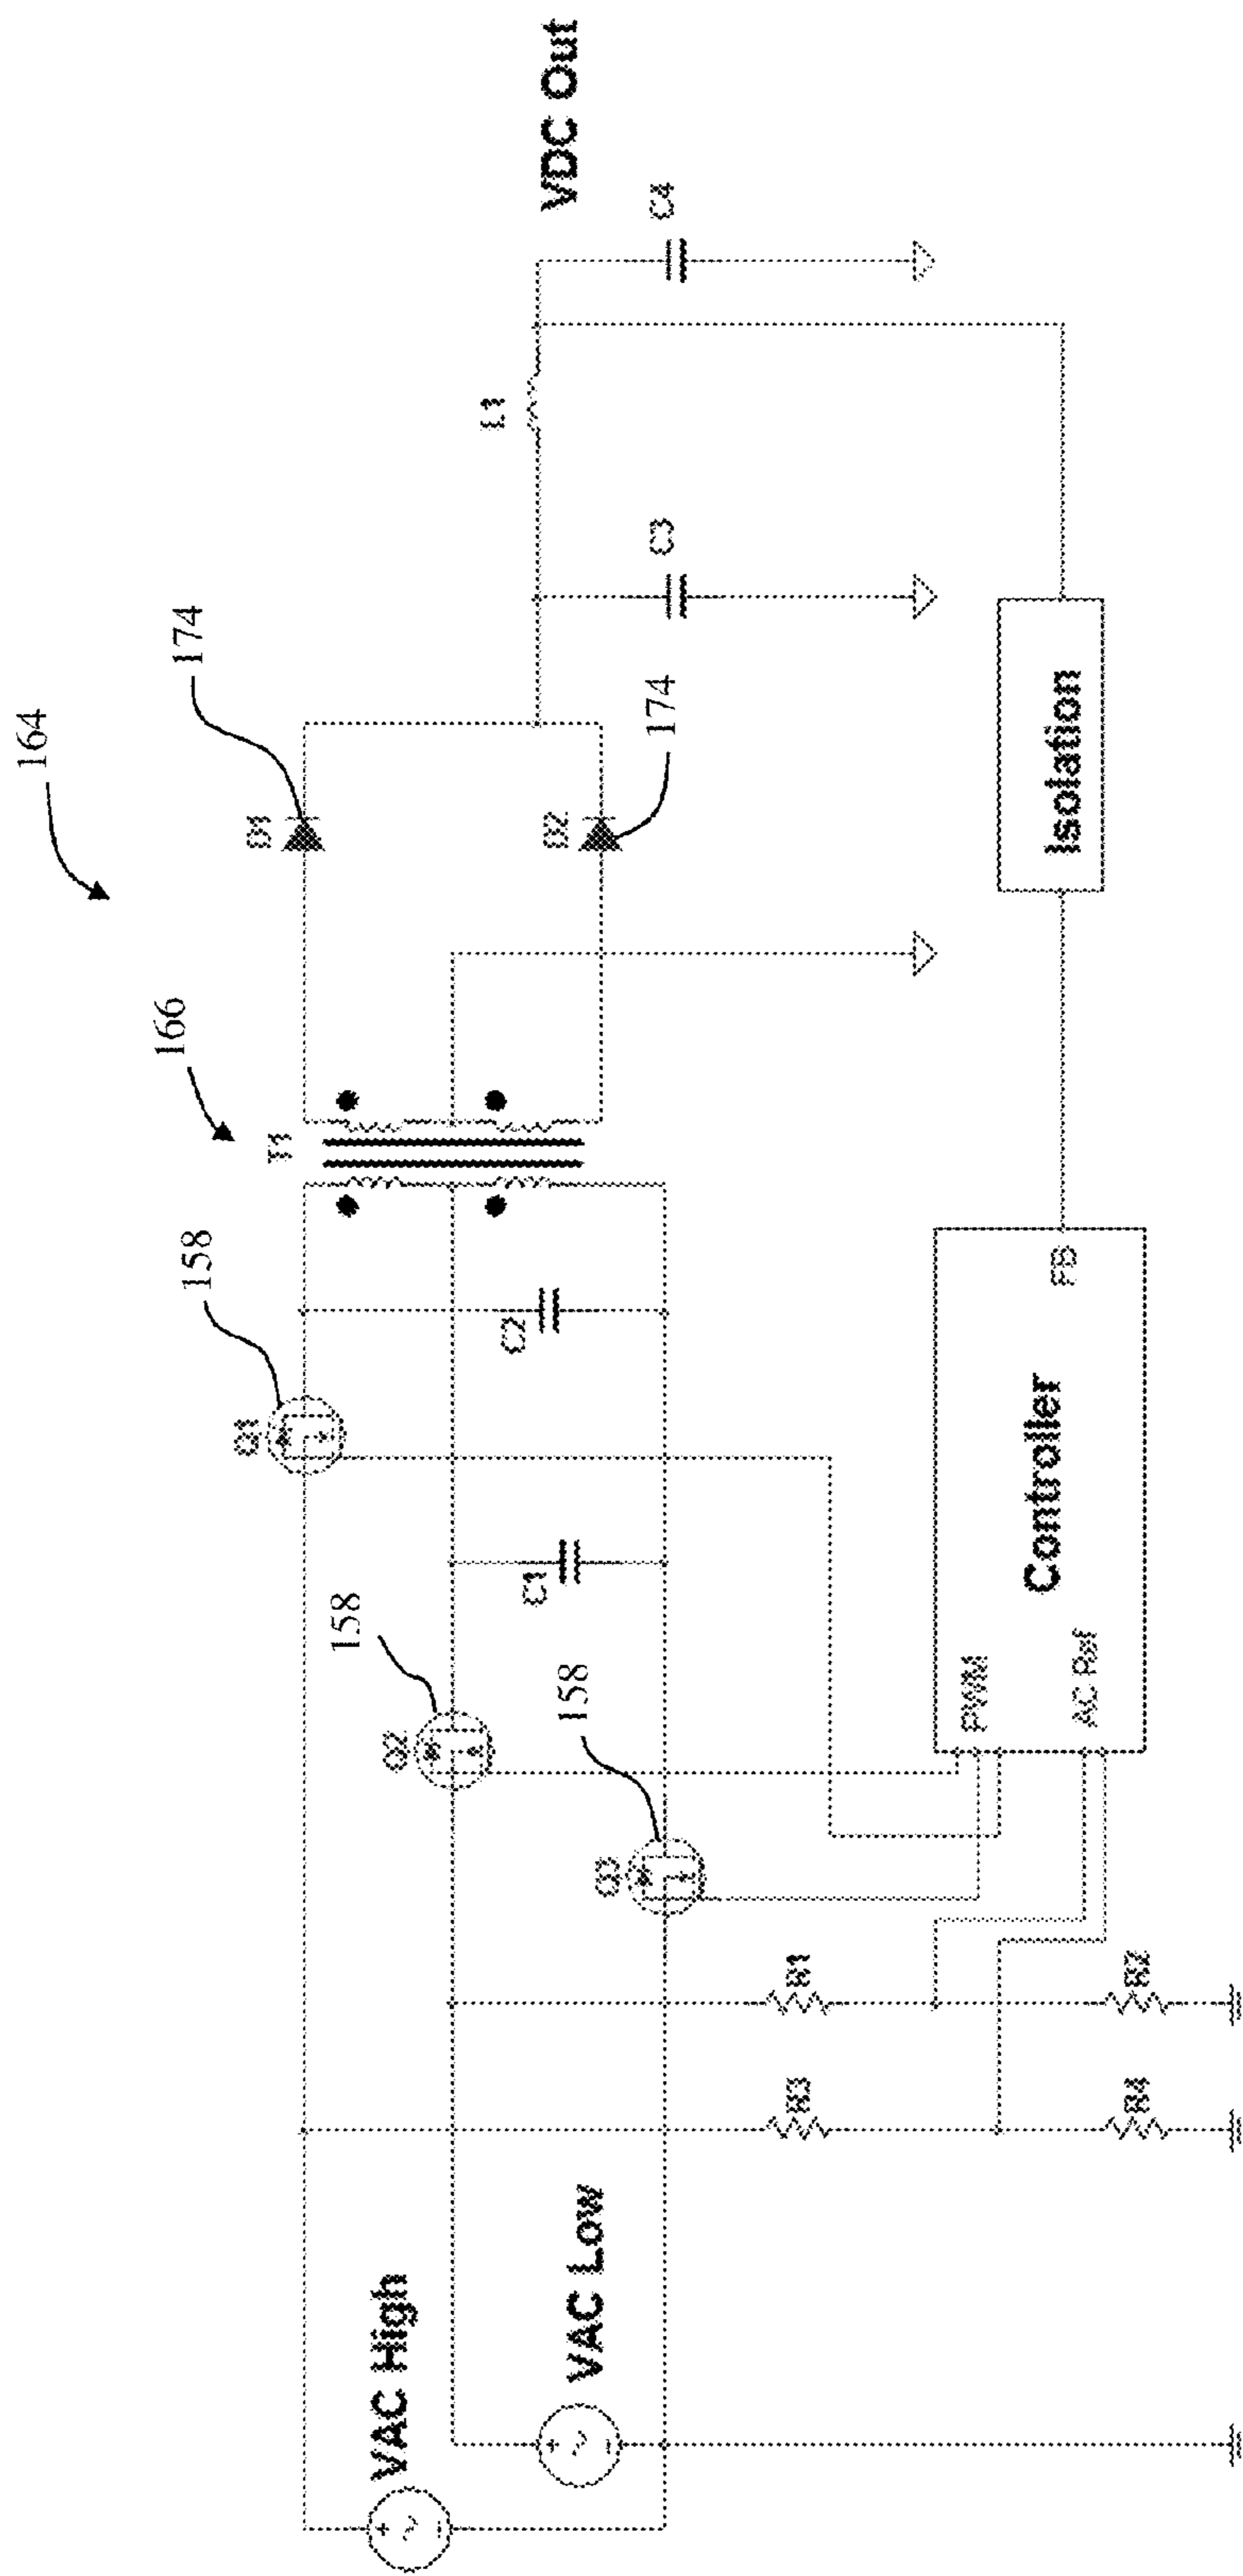 164
166
158
158
158
174
174
VAC High
VAC Low
Q1
Q2
Q3
C1
C2
T1
D1
D2
C3
L1
C4
VDC Out
R1
R2
R3
R4
PWM
AC Ref
Controller
FB
Isolation
+
~
-
+
~
-